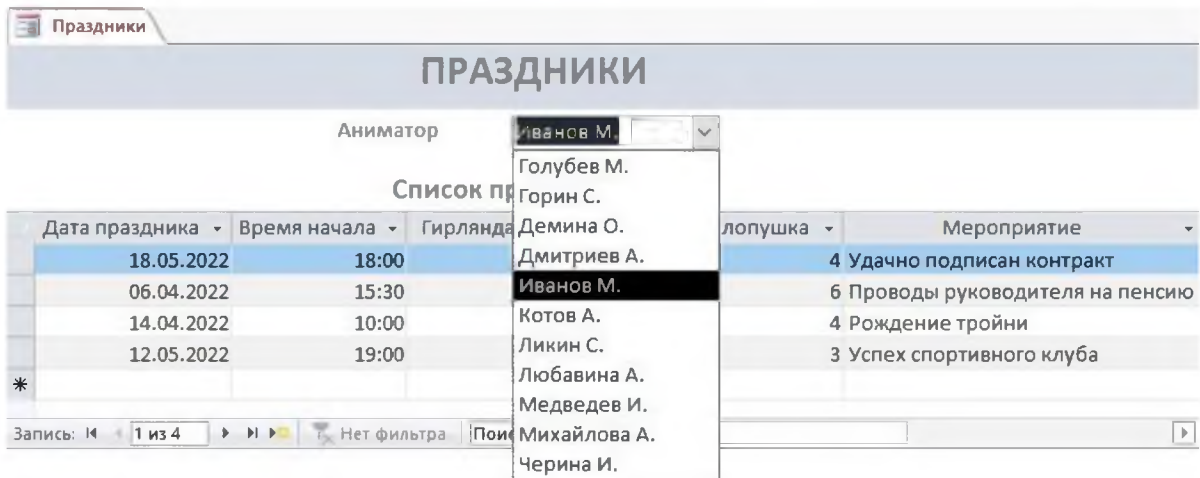 Праздники
ПРАЗДНИКИ
Аниматор Иванов М.
Голубев М.
Список пр Горин С.
Дата праздника Время начала Гирлянда Демина О. лопушка Мероприятие
18.05.2022 18:00 Дмитриев А. 4 Удачно подписан контракт
06.04.2022 15:30 Иванов М. 6 Проводы руководителя на пенсию
14.04.2022 10:00 Котов А. 4 Рождение тройни
12.05.2022 19:00 Ликин С. 3 Успех спортивного клуба
Любавина А.
Медведев И.
Запись: 1 из 4 Нет фильтра Поис Михайлова А.
Черина И.